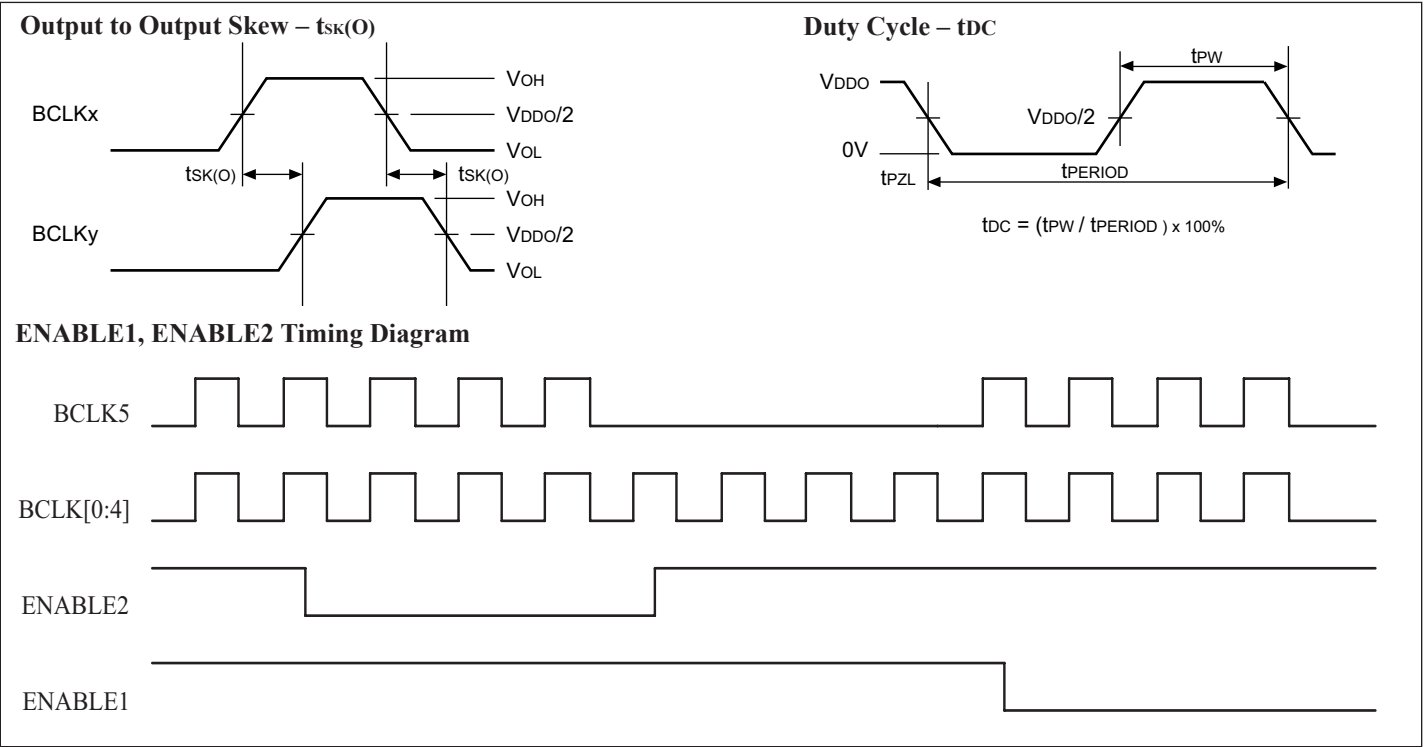 Output to Output Skew – tSK(O)
BCLKx
VOH
VDDO/2
VOL
tSK(O)
tSK(O)
BCLKy
VOH
VDDO/2
VOL
Duty Cycle – tDC
tPW
VDDO
VDDO/2
0V
tPZL
tPERIOD
tDC = (tPW / tPERIOD ) x 100%
ENABLE1, ENABLE2 Timing Diagram
BCLK5
BCLK[0:4]
ENABLE2
ENABLE1